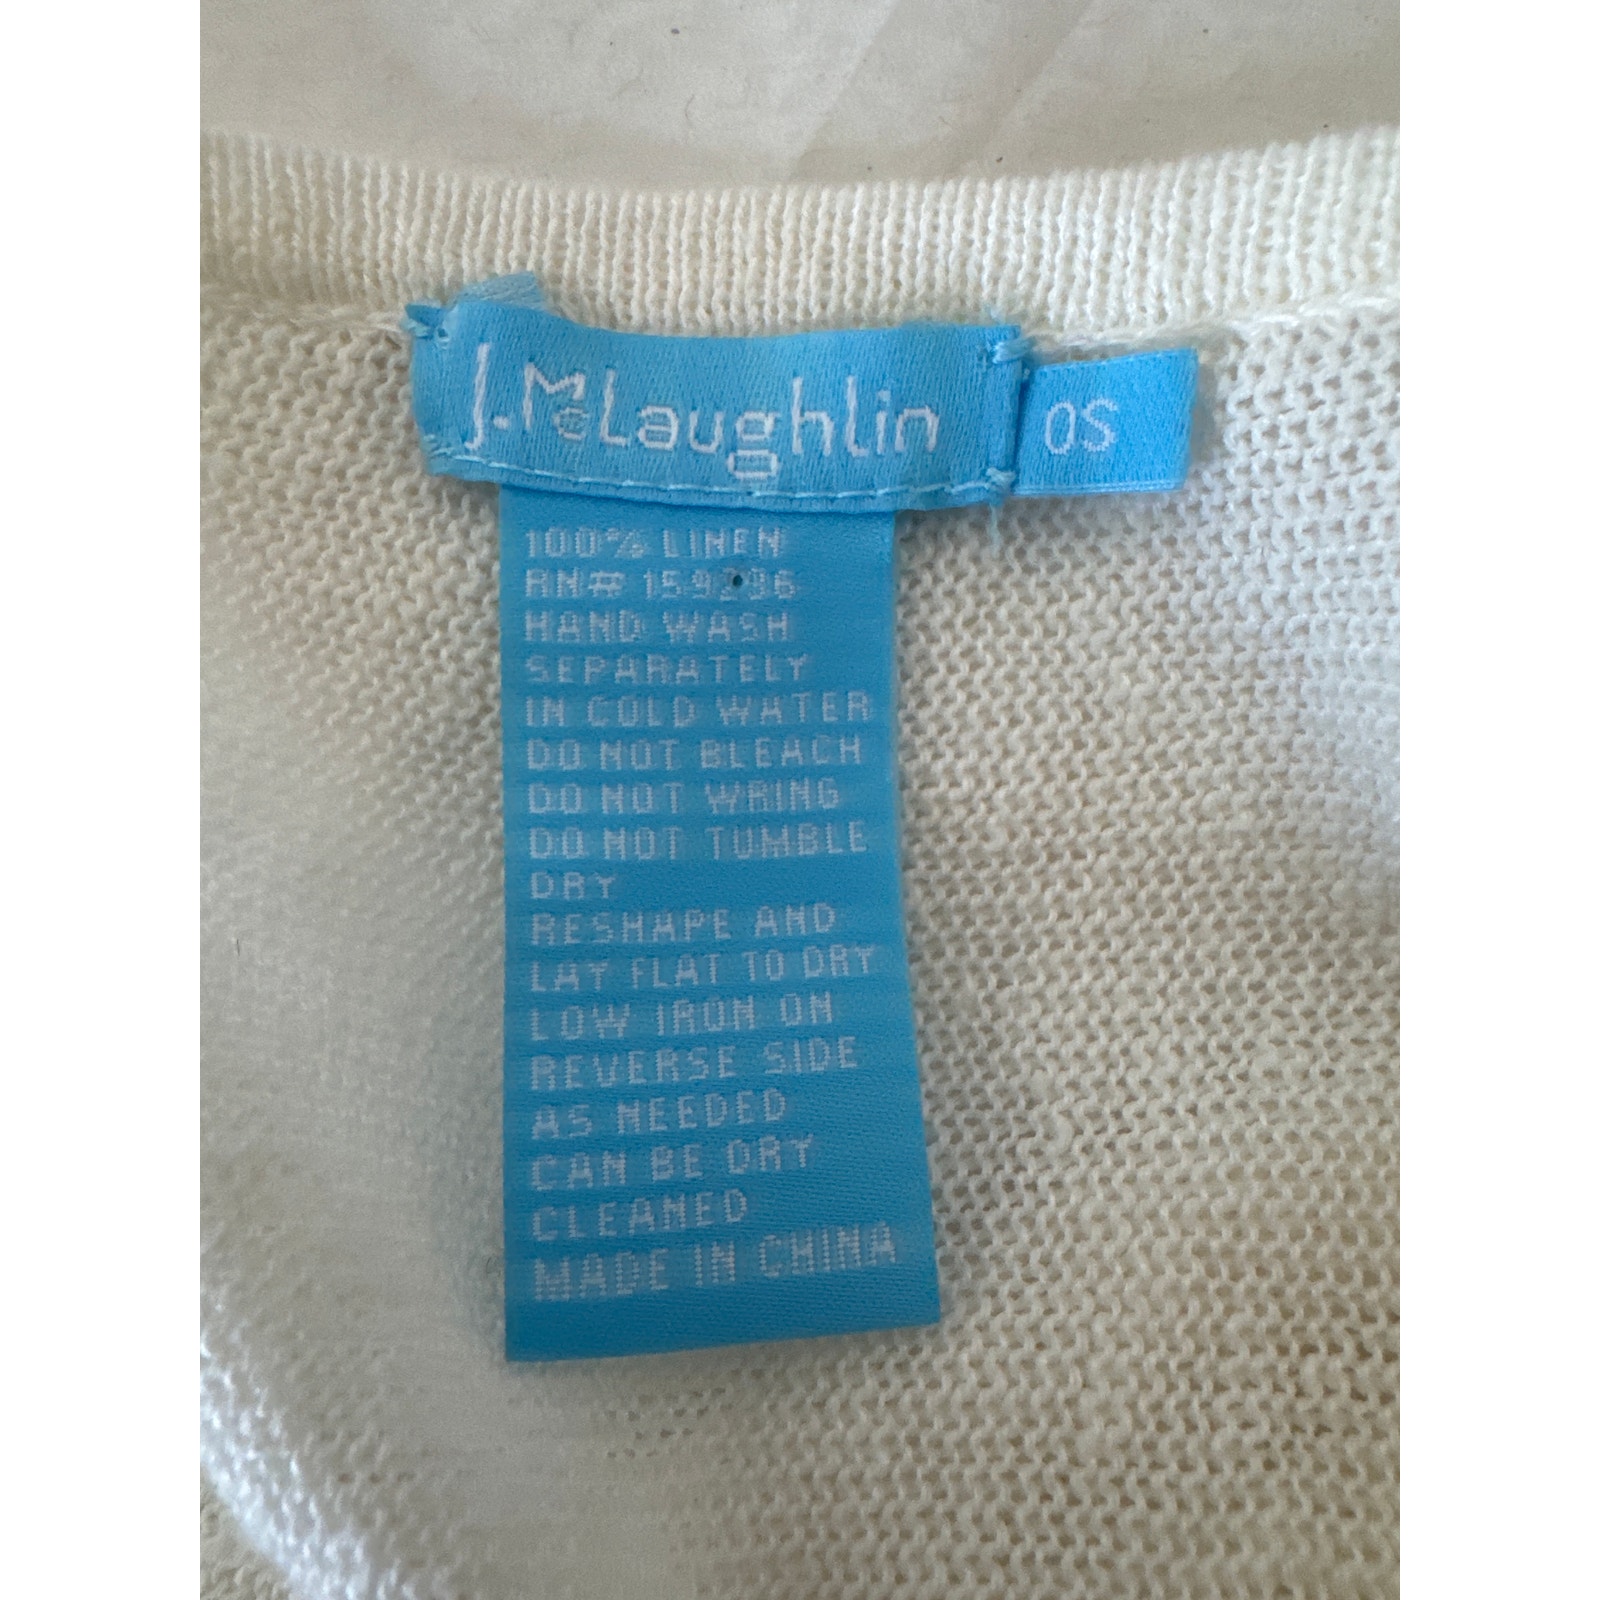 J.McLaughlin
OS
100% LINEN
RN#
HAND WASH
SEPARATELY
IN COLD WATER
DO NOT BLEACH
DO NOT WRING
DO NOT TUMBLE
DRY
RESHAPE AND
LAY FLAT TO DRY
LOW IRON ON
REVERSE SIDE
AS NEEDED
CAN BE DRY
CLEANED
MADE IN CHINA